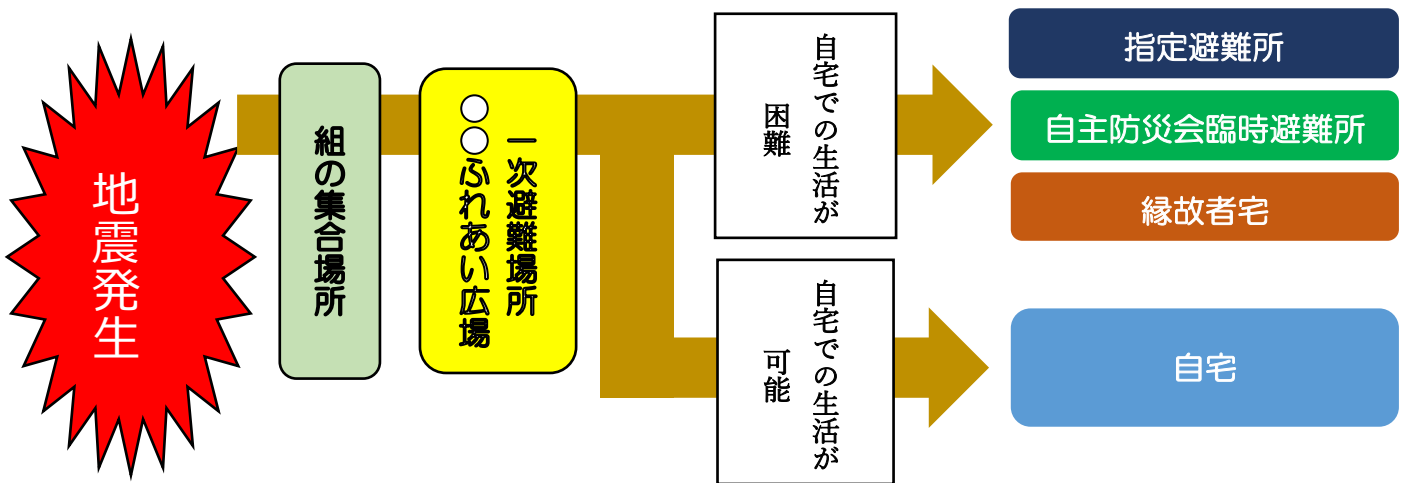 地震発生
組の集合場所
一次避難場所
○○ふれあい広場
自宅での生活が
困難
指定避難所
自主防災会臨時避難所
縁故者宅
自宅での生活が
可能
自宅